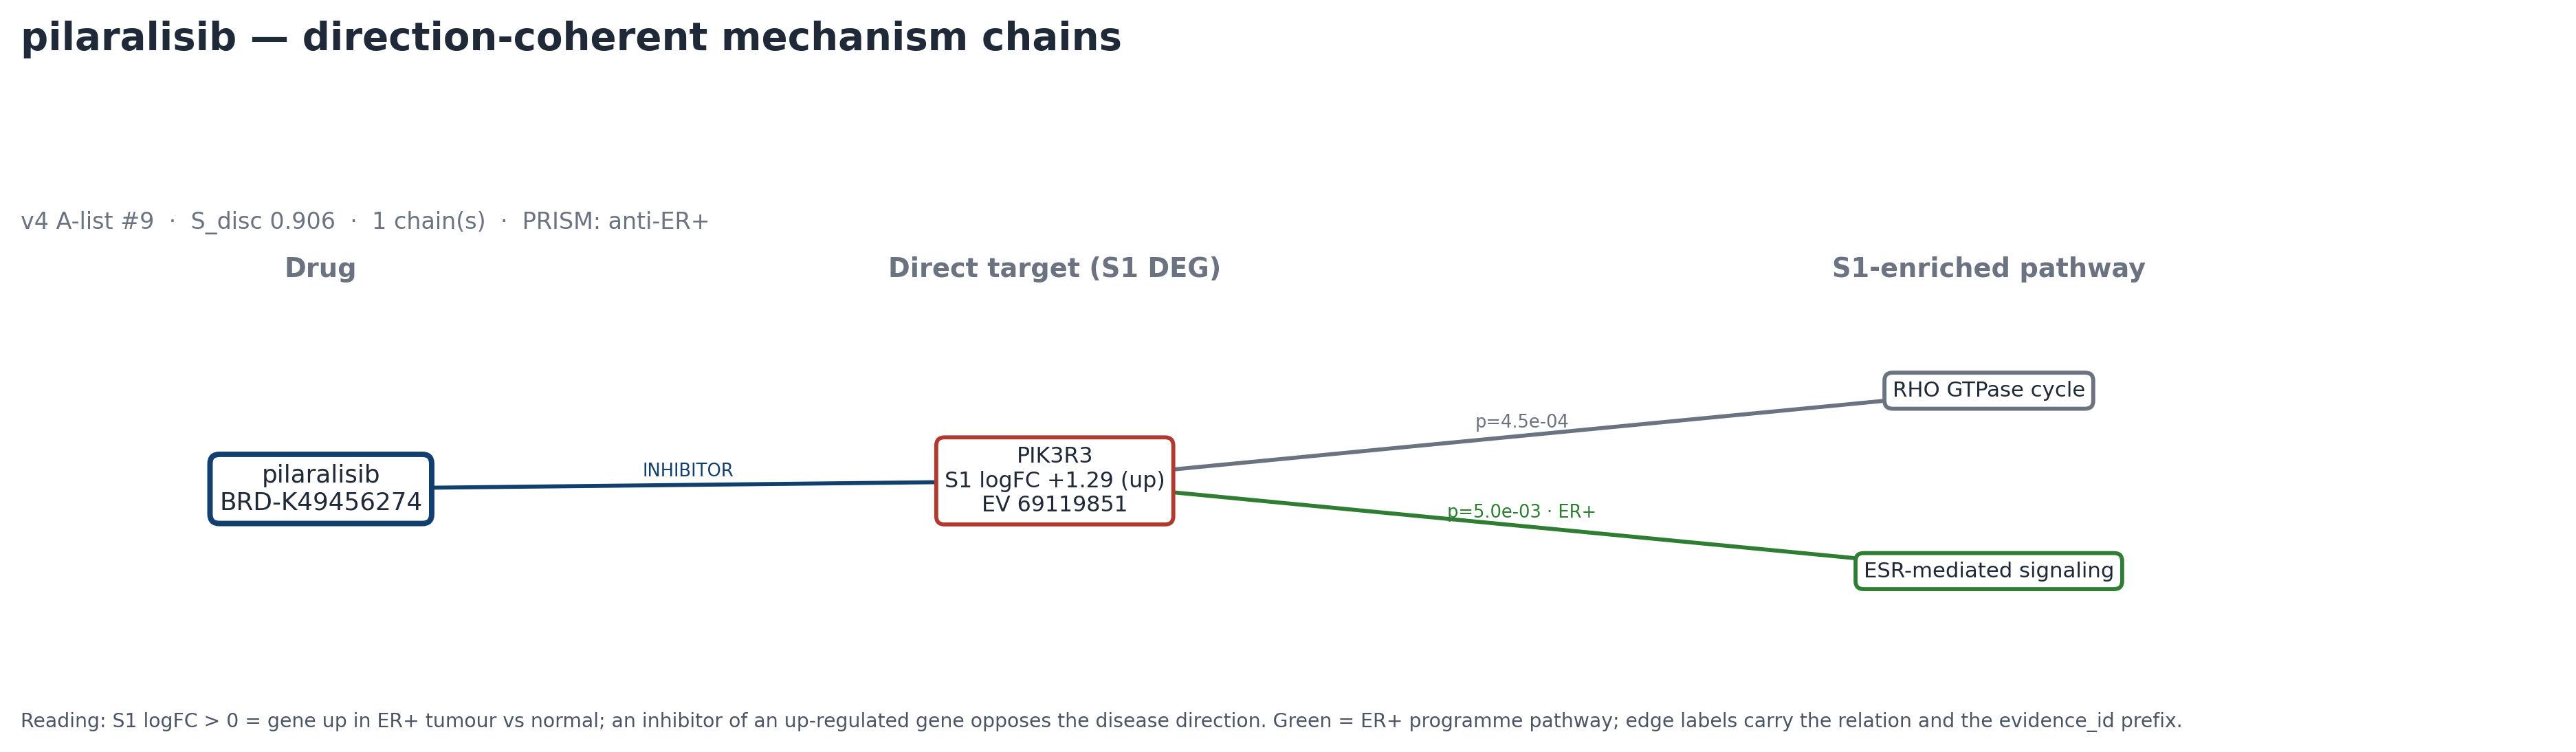 pilaralisib — direction-coherent mechanism chains
v4 A-list #9 · S_disc 0.906 · 1 chain(s) · PRISM: anti-ER+
Drug
Direct target (S1 DEG)
S1-enriched pathway
RHO GTPase cycle
p=4.5e-04
PIK3R3
S1 logFC +1.29 (up)
EV 69119851
INHIBITOR
pilaralisib
BRD-K49456274
p=5.0e-03 · ER+
ESR-mediated signaling
Reading: S1 logFC > 0 = gene up in ER+ tumour vs normal; an inhibitor of an up-regulated gene opposes the disease direction. Green = ER+ programme pathway; edge labels carry the relation and the evidence_id prefix.